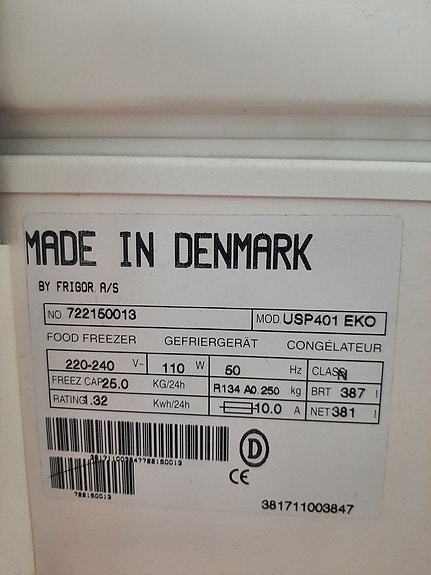 MADE IN DENMARK
BY FRIGOR A/S
NO. 722150013 MOD. USP401 EKO
FOOD FREEZER GEFRIERGERÄT CONGÉLATEUR
220-240 V~ 110 W 50 Hz CLASS N
FREEZ CAP 25.0 KG/24h R134 A0.250 kg BRT 387 l
RATING 1.32 Kwh/24h 10.0 A NET 381 l
381711003847722150013
D
CE
722150013
381711003847